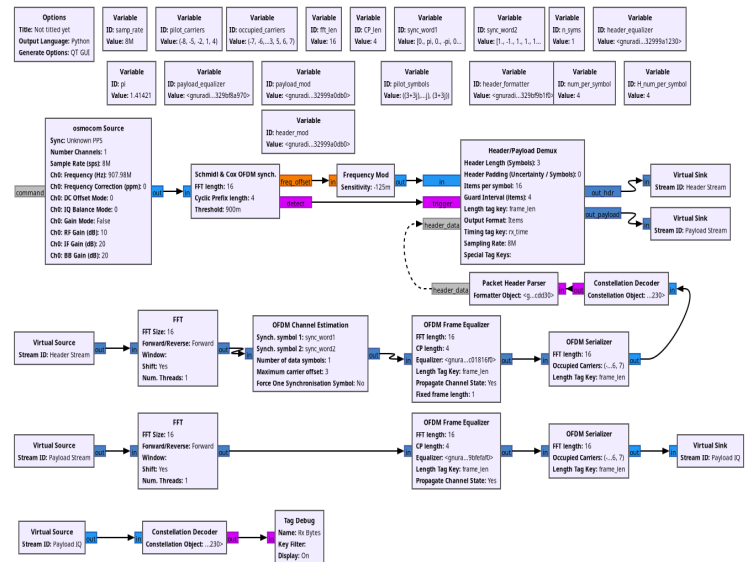 Options
Title: Not titled yet
Output Language: Python
Generate Options: QT GUI
Variable
ID: samp_rate
Value: 8M
Variable
ID: pilot_carriers
Value: (-8, -5, -2, 1, 4)
Variable
ID: occupied_carriers
Value: (-7, -6,...3, 5, 6, 7)
Variable
ID: fft_len
Value: 16
Variable
ID: CP_len
Value: 4
Variable
ID: sync_word1
Value: [0., pi, 0., -pi, 0...
Variable
ID: sync_word2
Value: [1., -1., 1., 1., 1...
Variable
ID: n_syms
Value: 1
Variable
ID: header_equalizer
Value: <gnuradi...32999a1230>
Variable
ID: pi
Value: 1.41421
Variable
ID: payload_equalizer
Value: <gnuradi...329bf8a970>
Variable
ID: payload_mod
Value: <gnuradi...32999a0db0>
Variable
ID: pilot_symbols
Value: ((3+3j),...j), (3+3j))
Variable
ID: header_formatter
Value: <gnuradi...329bf9b1f0>
Variable
ID: num_per_symbol
Value: 4
Variable
ID: H_num_per_symbol
Value: 4
Variable
ID: header_mod
Value: <gnuradi...32999a0db0>
osmocom Source
Sync: Unknown PPS
Number Channels: 1
Sample Rate (sps): 8M
Ch0: Frequency (Hz): 907.98M
Ch0: Frequency Correction (ppm): 0
Ch0: DC Offset Mode: 0
Ch0: IQ Balance Mode: 0
Ch0: Gain Mode: False
Ch0: RF Gain (dB): 10
Ch0: IF Gain (dB): 20
Ch0: BB Gain (dB): 20
command
out
in
Schmidl & Cox OFDM synch.
FFT length: 16
Cyclic Prefix length: 4
Threshold: 900m
freq_offset
detect
in
Frequency Mod
Sensitivity: -125m
out
in
trigger
header_data
Header/Payload Demux
Header Length (Symbols): 3
Header Padding (Uncertainty / Symbols): 0
Items per symbol: 16
Guard Interval (items): 4
Length tag key: frame_len
Output Format: Items
Timing tag key: rx_time
Sampling Rate: 8M
Special Tag Keys:
out_hdr
out_payload
in
Virtual Sink
Stream ID: Header Stream
in
Virtual Sink
Stream ID: Payload Stream
header_data
Packet Header Parser
Formatter Object: <g...cdd30>
in
out
Constellation Decoder
Constellation Object: ...230>
in
Virtual Source
Stream ID: Header Stream
out
in
FFT
FFT Size: 16
Forward/Reverse: Forward
Window:
Shift: Yes
Num. Threads: 1
out
in
OFDM Channel Estimation
Synch. symbol 1: sync_word1
Synch. symbol 2: sync_word2
Number of data symbols: 1
Maximum carrier offset: 3
Force One Synchronisation Symbol: No
out
in
OFDM Frame Equalizer
FFT length: 16
CP length: 4
Equalizer: <gnura...c01816f0>
Length Tag Key: frame_len
Propagate Channel State: Yes
Fixed frame length: 1
out
in
OFDM Serializer
FFT length: 16
Occupied Carriers: (-...6, 7)
Length Tag Key: frame_len
out
Virtual Source
Stream ID: Payload Stream
out
in
FFT
FFT Size: 16
Forward/Reverse: Forward
Window:
Shift: Yes
Num. Threads: 1
out
in
OFDM Frame Equalizer
FFT length: 16
CP length: 4
Equalizer: <gnura...9bfefaf0>
Length Tag Key: frame_len
Propagate Channel State: Yes
out
in
OFDM Serializer
FFT length: 16
Occupied Carriers: (-...6, 7)
Length Tag Key: frame_len
out
in
Virtual Sink
Stream ID: Payload IQ
Virtual Source
Stream ID: Payload IQ
out
in
Constellation Decoder
Constellation Object: ...230>
out
in
Tag Debug
Name: Rx Bytes
Key Filter:
Display: On